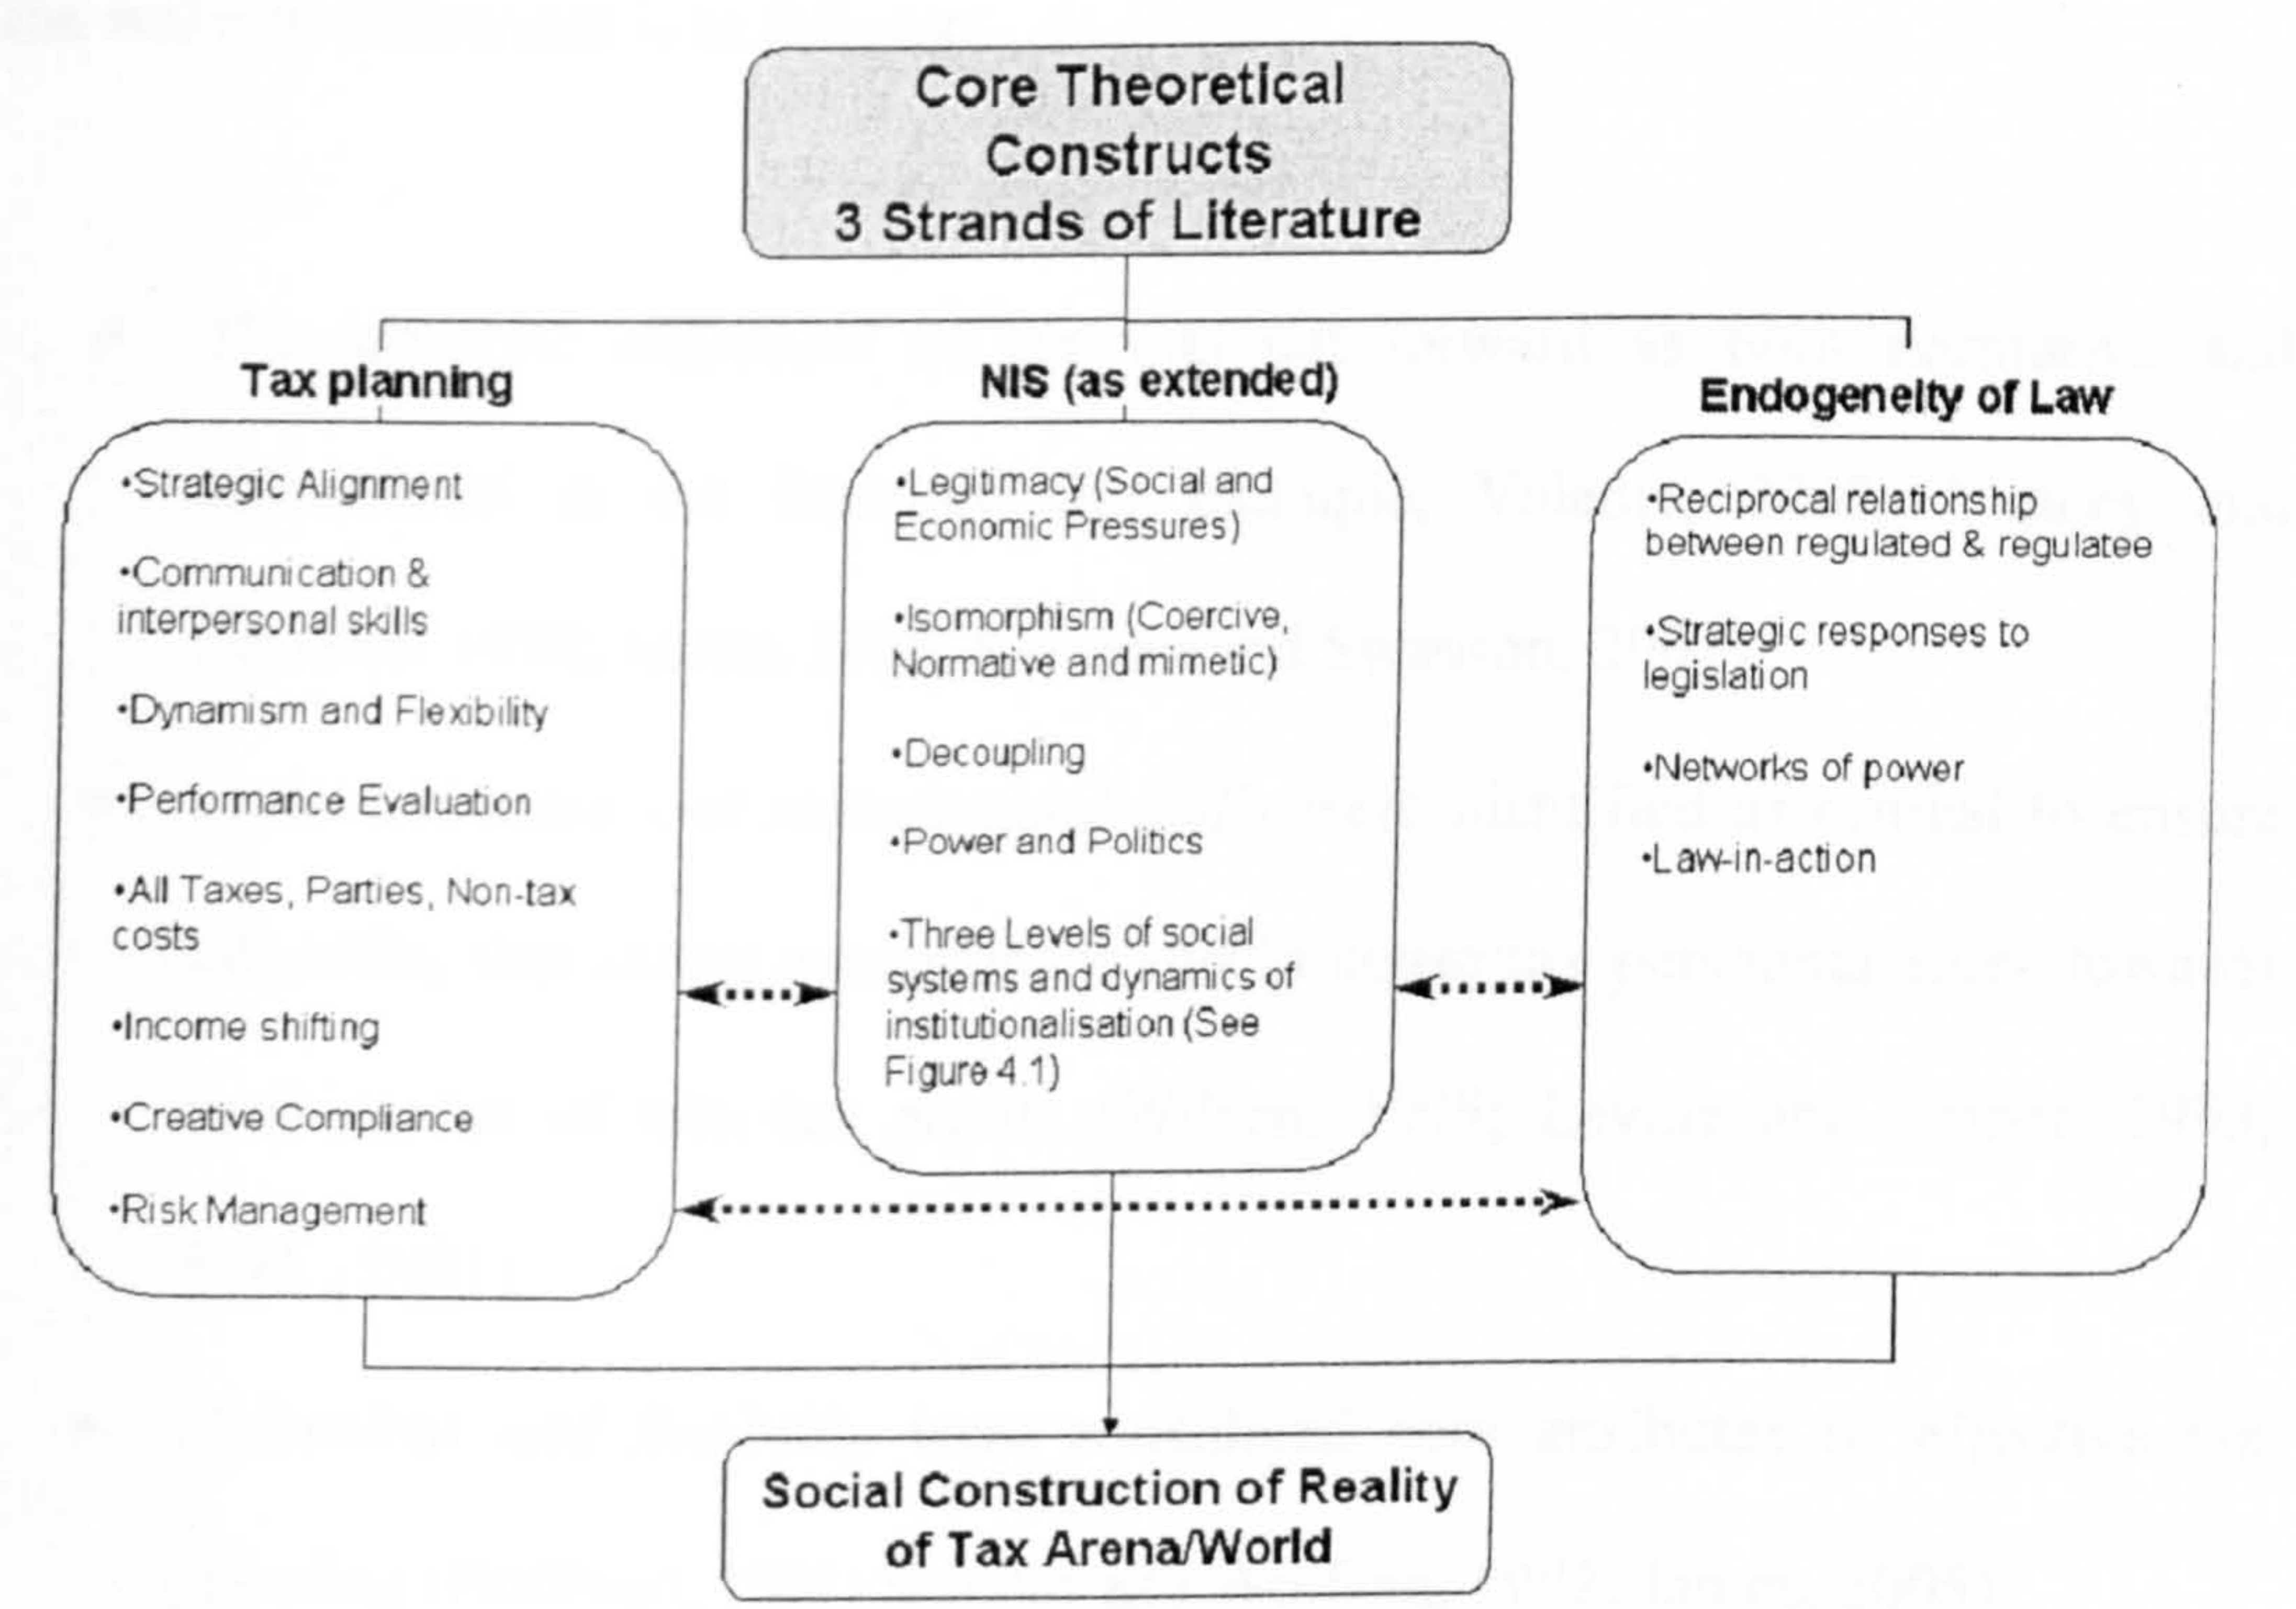 Core Theoretical
Constructs
3 Strands of Literature
Tax planning
•Strategic Alignment
•Communication &
interpersonal skills
•Dynamism and Flexibility
•Performance Evaluation
•All Taxes, Parties, Non-tax
costs
•Income shifting
•Creative Compliance
•Risk Management
NIS (as extended)
•Legitimacy (Social and
Economic Pressures)
•Isomorphism (Coercive,
Normative and mimetic)
•Decoupling
•Power and Politics
•Three Levels of social
systems and dynamics of
institutionalisation (See
Figure 4.1)
Endogeneity of Law
•Reciprocal relationship
between regulated & regulatee
•Strategic responses to
legislation
•Networks of power
•Law-in-action
Social Construction of Reality
of Tax Arena/World